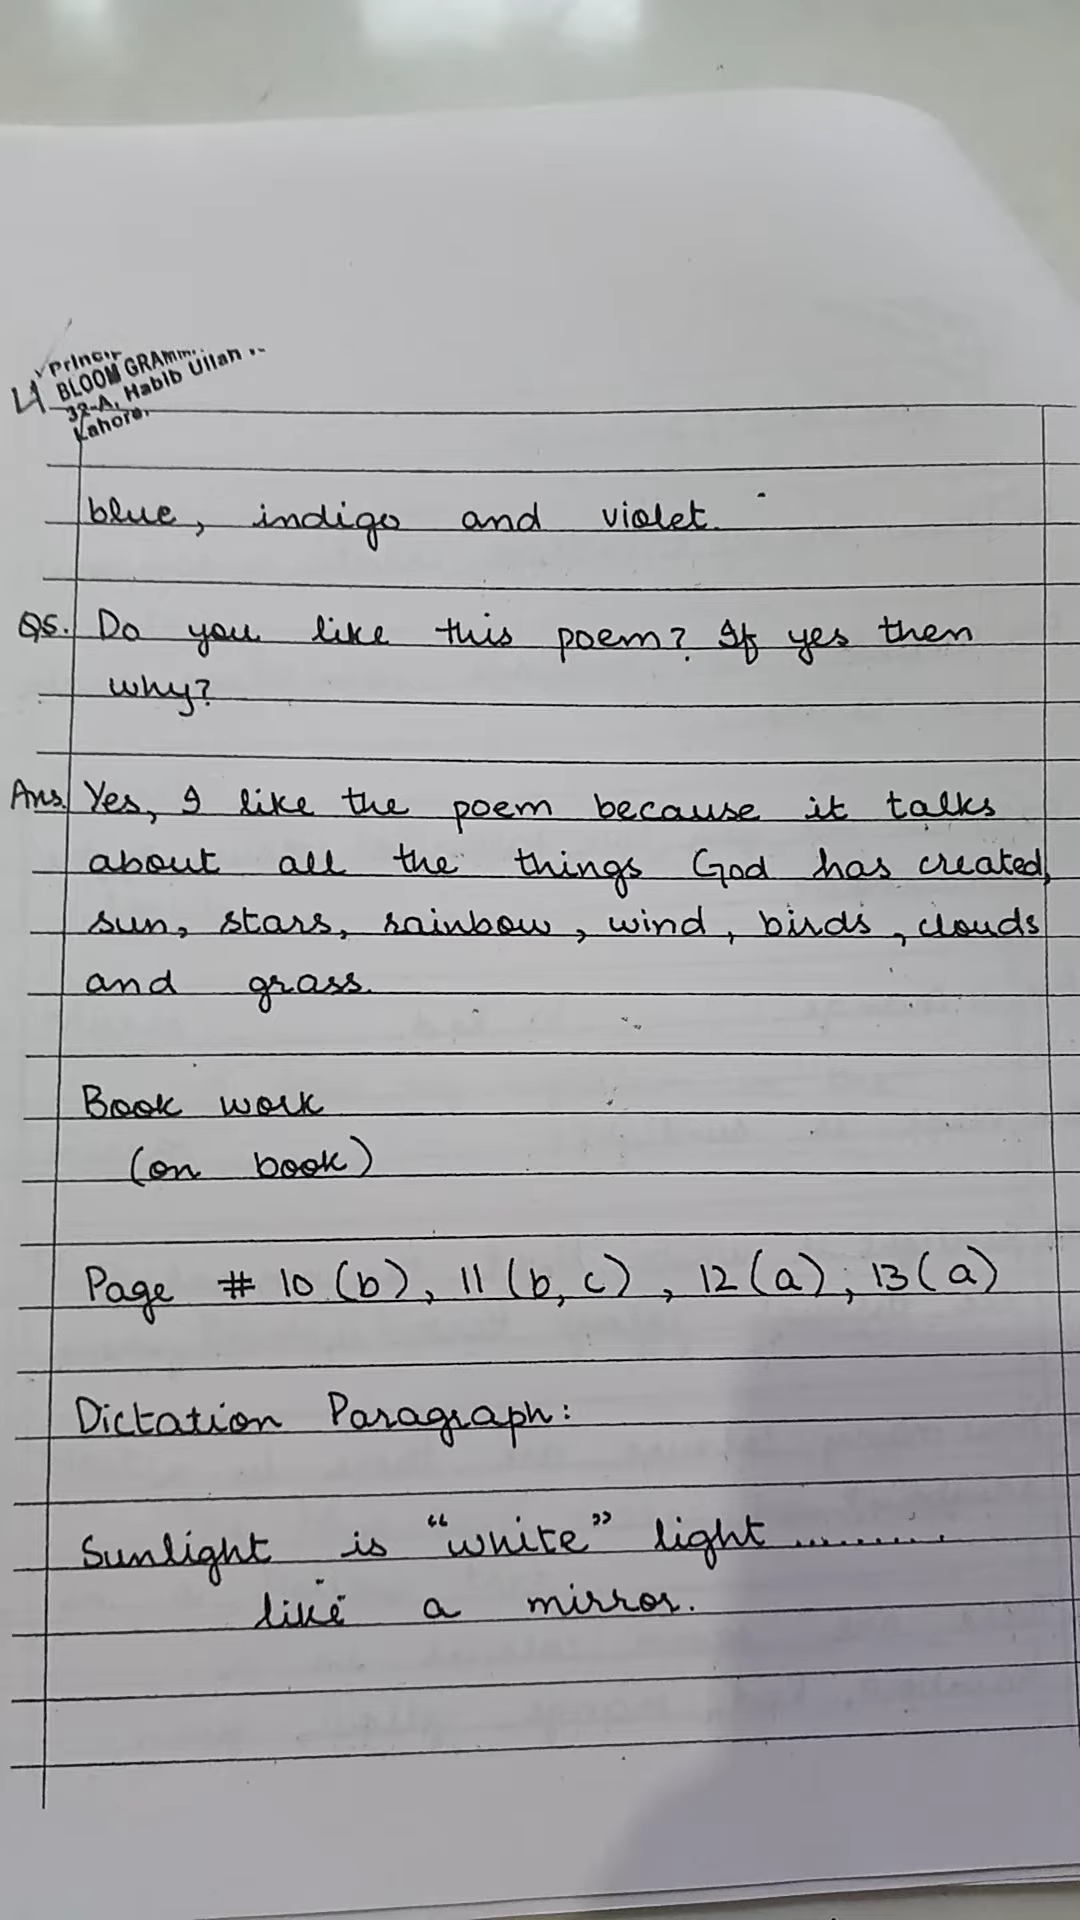 BLOOM GRAMM
32-A, Habib Ullah
Lahore.
blue, indigo and violet.
Q5. Do you like this poem? If yes then
why?
Ans. Yes, I like the poem because it talks
about all the things God has created,
sun, stars, rainbow, wind, birds, clouds
and grass.
Book work
(on book)
Page # 10 (b), 11 (b, c), 12 (a), 13 (a)
Dictation Paragraph:
Sunlight is "white" light ..........
like a mirror.